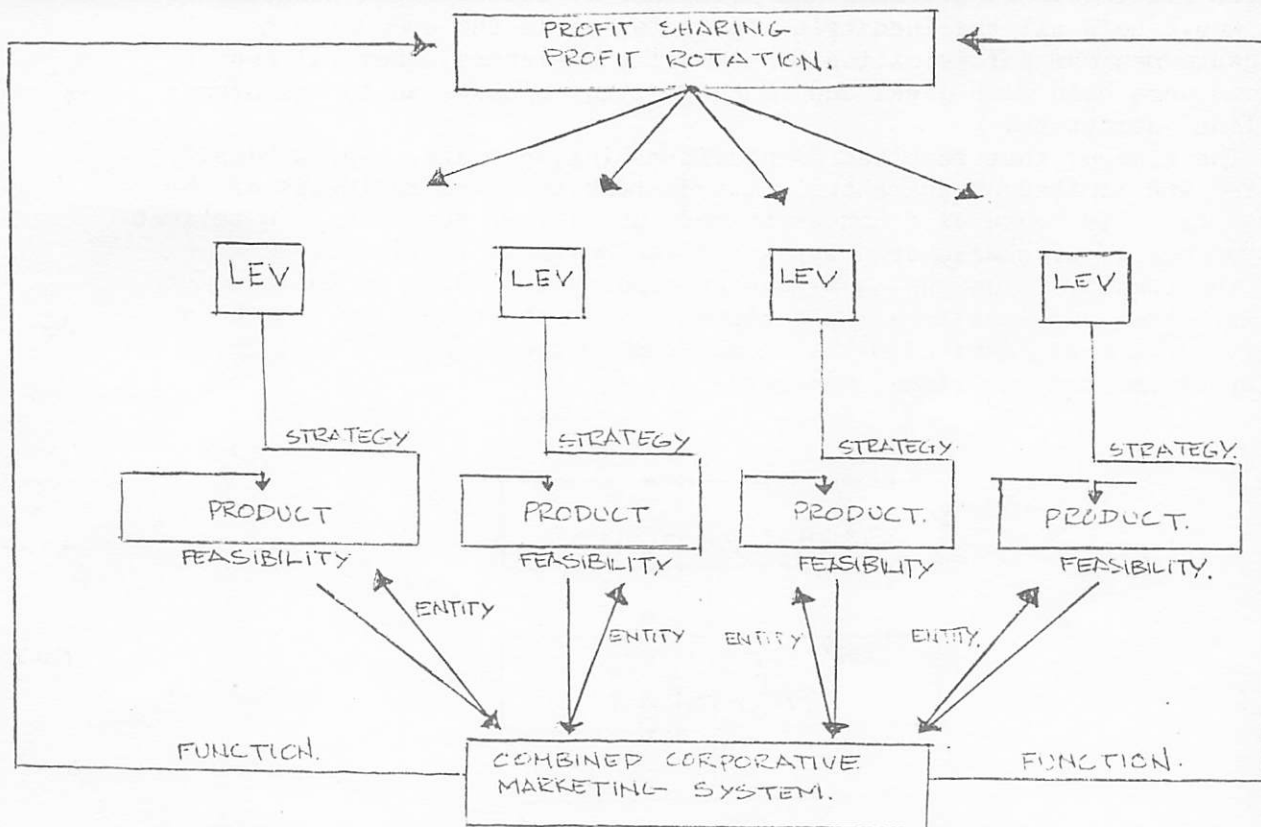 PROFIT SHARING
PROFIT ROTATION.
LEV
LEV
LEV
LEV
STRATEGY
STRATEGY
STRATEGY.
STRATEGY.
PRODUCT
PRODUCT
PRODUCT.
PRODUCT.
FEASIBILITY
FEASIBILITY
FEASIBILITY
FEASIBILITY.
ENTITY
ENTITY
ENTITY
ENTITY.
FUNCTION.
COMBINED CORPORATIVE
MARKETING SYSTEM.
FUNCTION.